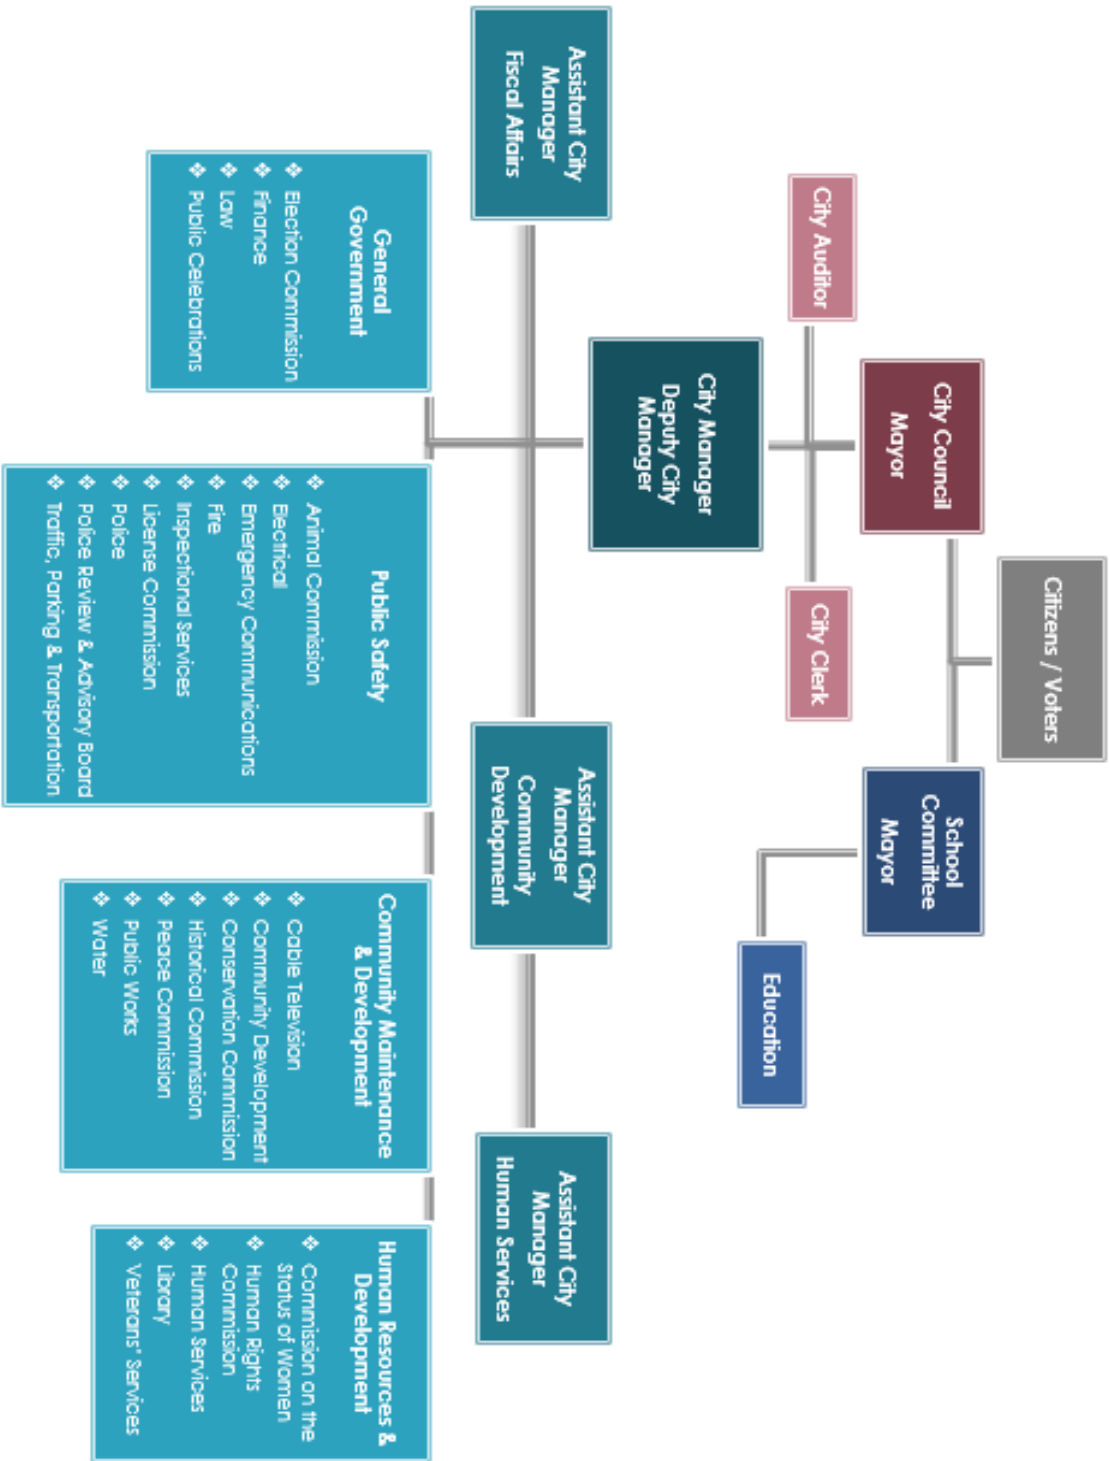 Citizens / Voters
City Council
Mayor
School
Committee
Mayor
City Auditor
City Clerk
Education
City Manager
Deputy City
Manager
Assistant City
Manager
Fiscal Affairs
Assistant City
Manager
Community
Development
Assistant City
Manager
Human Services
General
Government
❖ Election Commission
❖ Finance
❖ Law
❖ Public Celebrations
Public Safety
❖ Animal Commission
❖ Electrical
❖ Emergency Communications
❖ Fire
❖ Inspectional Services
❖ License Commission
❖ Police
❖ Police Review & Advisory Board
❖ Traffic, Parking & Transportation
Community Maintenance
& Development
❖ Cable Television
❖ Community Development
❖ Conservation Commission
❖ Historical Commission
❖ Peace Commission
❖ Public Works
❖ Water
Human Resources &
Development
❖ Commission on the
Status of Women
❖ Human Rights
Commission
❖ Human Services
❖ Library
❖ Veterans' Services